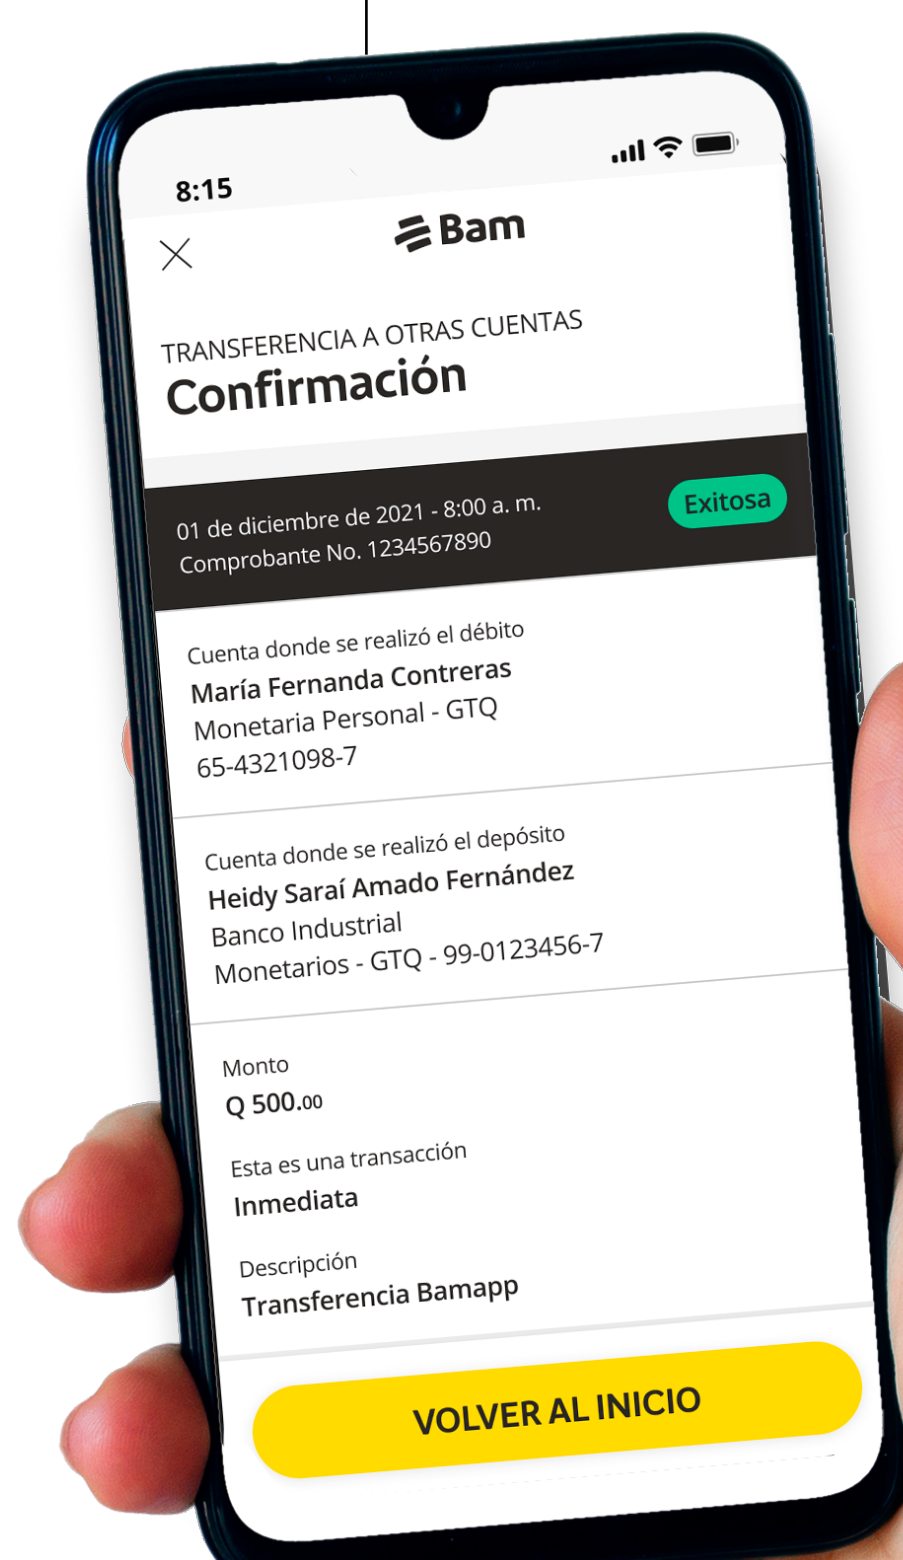 8:15
Bam
TRANSFERENCIA A OTRAS CUENTAS
Confirmación
01 de diciembre de 2021 - 8:00 a. m.
Exitosa
Comprobante No. 1234567890
Cuenta donde se realizó el débito
María Fernanda Contreras
Monetaria Personal - GTQ
65-4321098-7
Cuenta donde se realizó el depósito
Heidy Saraí Amado Fernández
Banco Industrial
Monetarios - GTQ - 99-0123456-7
Monto
Q 500.00
Esta es una transacción
Inmediata
Descripción
Transferencia Bamapp
VOLVER AL INICIO